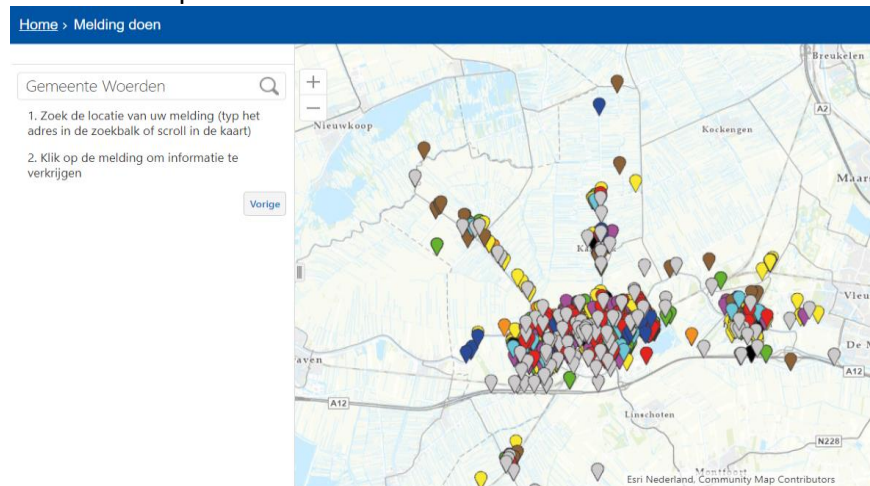 Home › Melding doen
Gemeente Woerden
1. Zoek de locatie van uw melding (typ het
adres in de zoekbalk of scroll in de kaart)
2. Klik op de melding om informatie te
verkrijgen
Vorige
+
−
Breukelen
A2
Nieuwkoop
Kockengen
Maar
Vleu
De M
aven
A12
A12
Linschoten
N228
Esri Nederland, Community Map Contributors